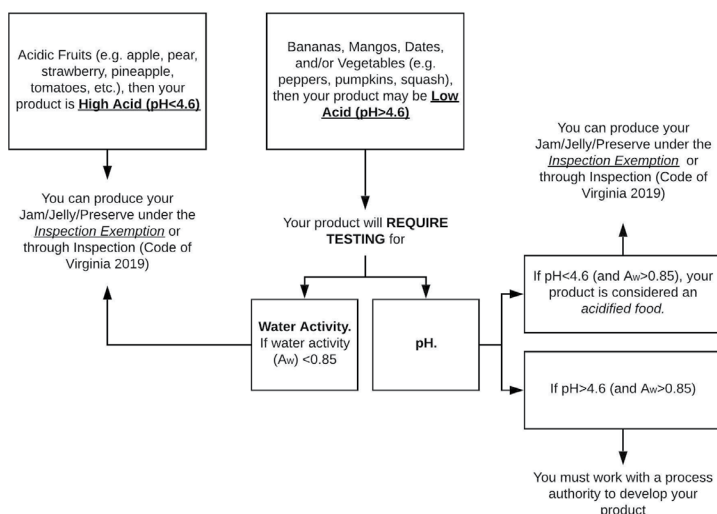 Acidic Fruits (e.g. apple, pear,
strawberry, pineapple,
tomatoes, etc.), then your
product is High Acid (pH<4.6)
You can produce your
Jam/Jelly/Preserve under the
Inspection Exemption or
through Inspection (Code of
Virginia 2019)
Bananas, Mangos, Dates,
and/or Vegetables (e.g.
peppers, pumpkins, squash),
then your product may be Low
Acid (pH>4.6)
Your product will REQUIRE
TESTING for
Water Activity.
If water activity
(Aw) <0.85
pH.
You can produce your
Jam/Jelly/Preserve under the
Inspection Exemption or
through Inspection (Code of
Virginia 2019)
If pH<4.6 (and Aw>0.85), your
product is considered an
acidified food.
If pH>4.6 (and Aw>0.85)
You must work with a process
authority to develop your
product